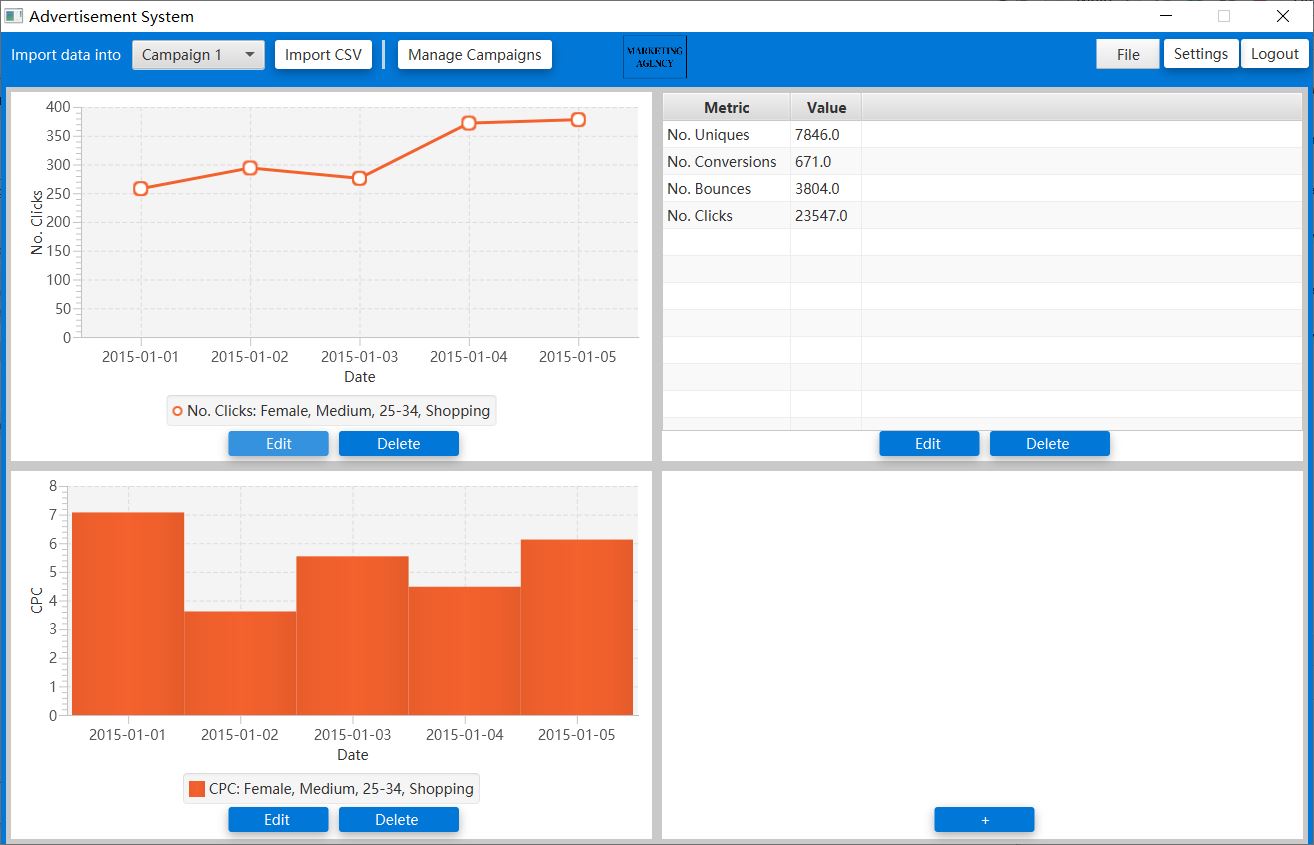 Advertisement System
Import data into Campaign 1 Import CSV Manage Campaigns MARKETING AGENCY File Settings Logout
400
350
300
250
200
150
100
50
0
No. Clicks
2015-01-01 2015-01-02 2015-01-03 2015-01-04 2015-01-05
Date
No. Clicks: Female, Medium, 25-34, Shopping
Edit Delete
Metric Value
No. Uniques 7846.0
No. Conversions 671.0
No. Bounces 3804.0
No. Clicks 23547.0
Edit Delete
8
7
6
5
4
3
2
1
0
CPC
2015-01-01 2015-01-02 2015-01-03 2015-01-04 2015-01-05
Date
CPC: Female, Medium, 25-34, Shopping
Edit Delete
+